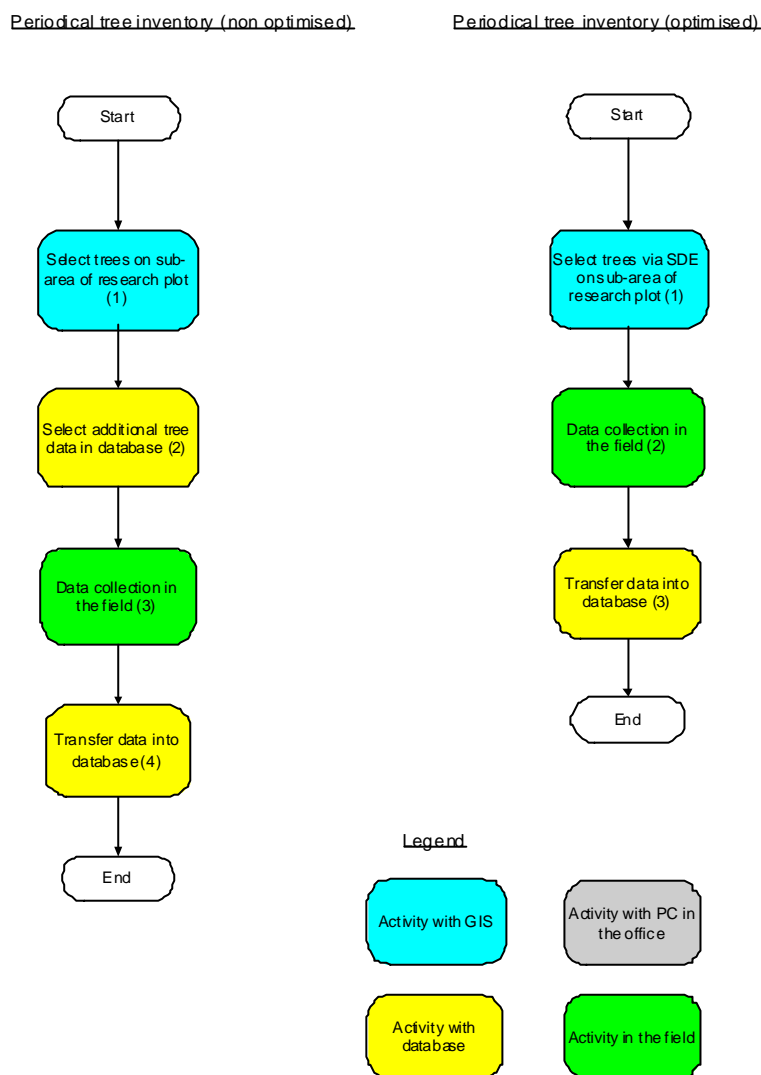 Periodical tree inventory (non optimised)
Start
Select trees on sub-
area of research plot
(1)
Select additional tree
data in database (2)
Data collection in
the field (3)
Transfer data into
database (4)
End
Periodical tree inventory (optimised)
Start
Select trees via SDE
on sub-area of
research plot (1)
Data collection in
the field (2)
Transfer data into
database (3)
End
Legend
Activity with GIS
Activity with PC in
the office
Activity with
database
Activity in the field